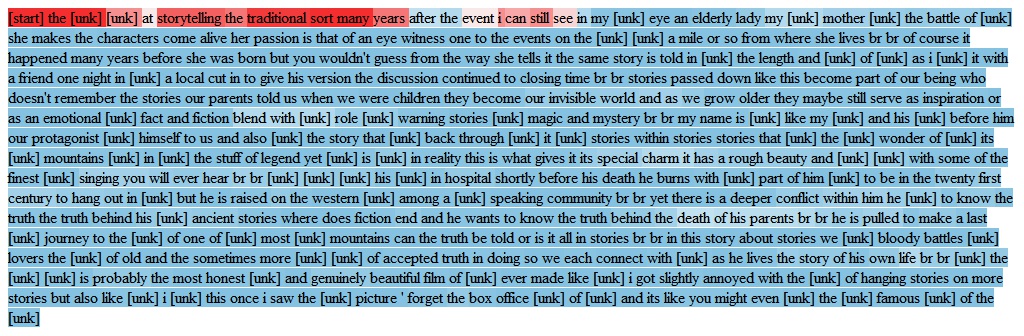 [start] the [unk] [unk] at storytelling the traditional sort many years after the event i can still see in my [unk] eye an elderly lady my [unk] mother [unk] the battle of [unk]
she makes the characters come alive her passion is that of an eye witness one to the events on the [unk] [unk] a mile or so from where she lives br br of course it
happened many years before she was born but you wouldn't guess from the way she tells it the same story is told in [unk] the length and [unk] of [unk] as i [unk] it with
a friend one night in [unk] a local cut in to give his version the discussion continued to closing time br br stories passed down like this become part of our being who
doesn't remember the stories our parents told us when we were children they become our invisible world and as we grow older they maybe still serve as inspiration or
as an emotional [unk] fact and fiction blend with [unk] role [unk] warning stories [unk] magic and mystery br br my name is [unk] like my [unk] and his [unk] before him
our protagonist [unk] himself to us and also [unk] the story that [unk] back through [unk] it [unk] stories within stories stories that [unk] the [unk] wonder of [unk] its
[unk] mountains [unk] in [unk] the stuff of legend yet [unk] is [unk] in reality this is what gives it its special charm it has a rough beauty and [unk] [unk] with some of the
finest [unk] singing you will ever hear br br [unk] [unk] [unk] his [unk] in hospital shortly before his death he burns with [unk] part of him [unk] to be in the twenty first
century to hang out in [unk] but he is raised on the western [unk] among a [unk] speaking community br br yet there is a deeper conflict within him he [unk] to know the
truth the truth behind his [unk] ancient stories where does fiction end and he wants to know the truth behind the death of his parents br br he is pulled to make a last
[unk] journey to the [unk] of one of [unk] most [unk] mountains can the truth be told or is it all in stories br br in this story about stories we [unk] bloody battles [unk]
lovers the [unk] of old and the sometimes more [unk] [unk] of accepted truth in doing so we each connect with [unk] as he lives the story of his own life br br [unk] the
[unk] [unk] is probably the most honest [unk] and genuinely beautiful film of [unk] ever made like [unk] i got slightly annoyed with the [unk] of hanging stories on more
stories but also like [unk] i [unk] this once i saw the [unk] picture ' forget the box office [unk] of [unk] and its like you might even [unk] the [unk] famous [unk] of the
[unk]